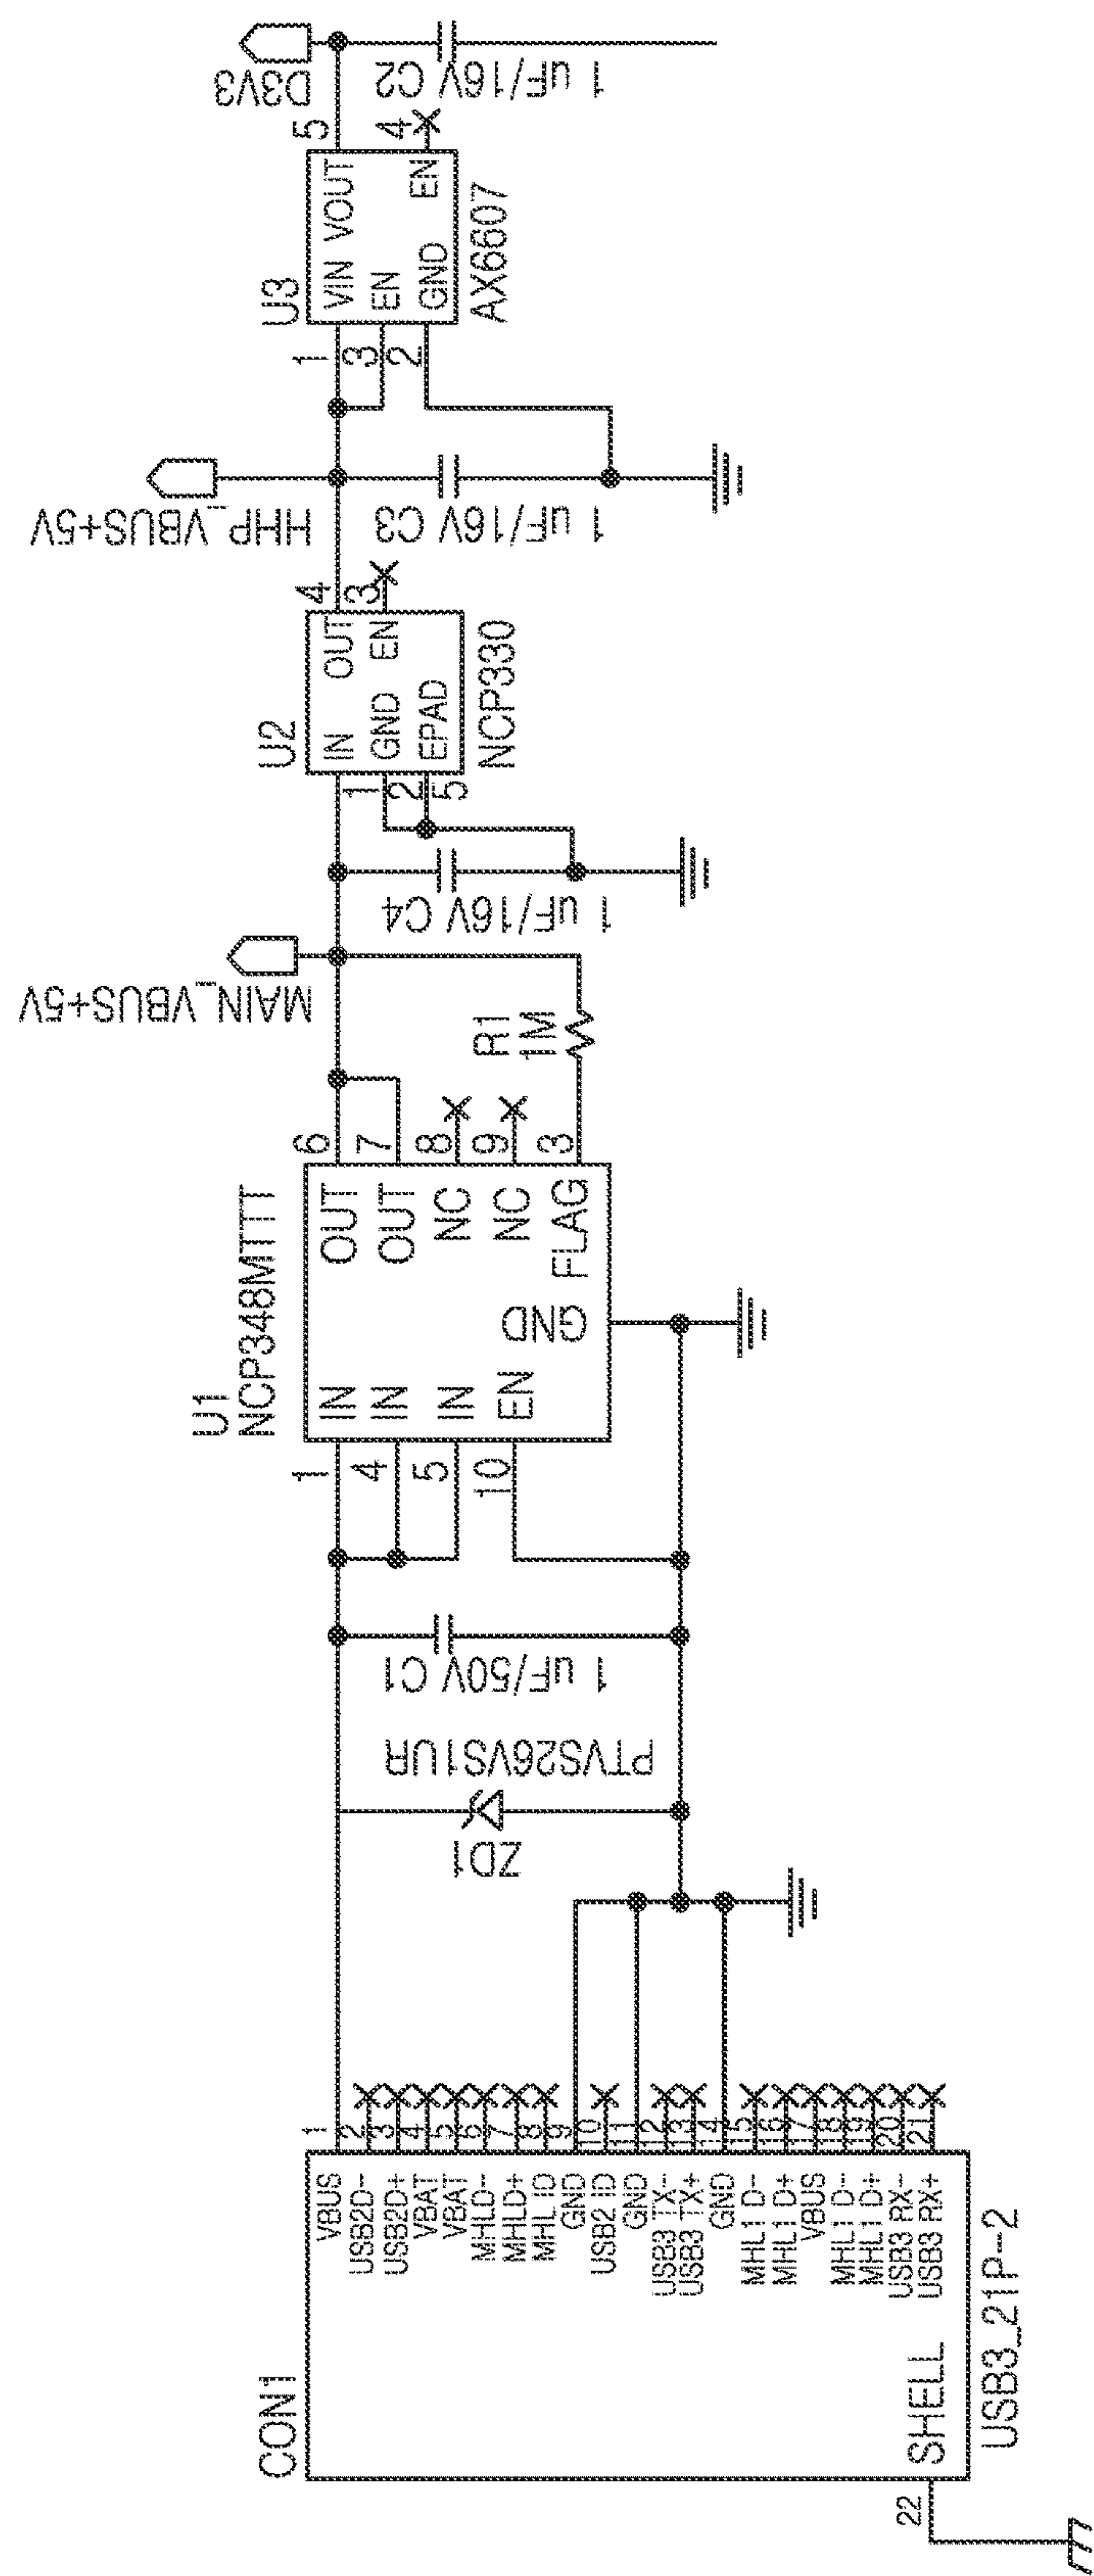 CON1
VBUS
USB2D-
USB2D+
VBAT
VBAT
MHLD-
MHLD+
MHL ID
GND
USB2 ID
GND
USB3 TX-
USB3 TX+
GND
MHL1 D-
MHL1 D+
VBUS
MHL1 D-
MHL1 D+
USB3 RX-
USB3 RX+
1
2
3
4
5
6
7
8
9
10
11
12
13
14
15
16
17
18
19
20
21
SHELL
22
USB3_21P-2
ZD1
PTVS26VS1UR
1 uF/50V C1
U1
NCP348MTTT
1
4
5
10
IN
IN
IN
EN
GND
OUT
OUT
NC
NC
FLAG
6
7
8
9
3
R1
1M
MAIN_VBUS+5V
1 uF/16V C4
U2
1
2
5
IN
GND
EPAD
OUT
EN
4
3
NCP330
HHP_VBUS+5V
1 uF/16V C3
U3
1
3
2
VIN
EN
GND
VOUT
EN
5
4
AX6607
D3V3
1 uF/16V C2